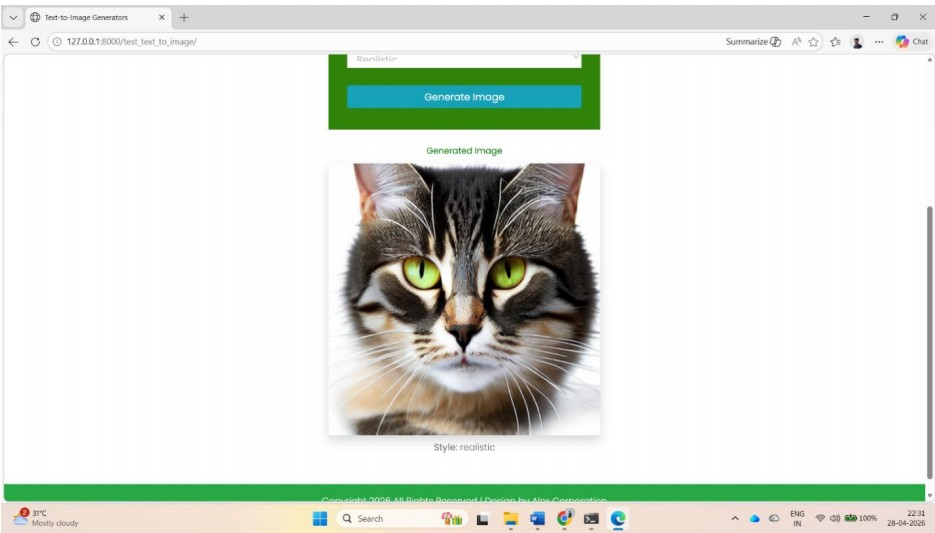 Text-to-Image Generators
127.0.0.1:8000/test_text_to_image/
Summarize
Chat
Realistic
Generate Image
Generated Image
Style: realistic
Copyright 2026 All Rights Reserved | Design by Alex Corporation
2
31°C
Mostly cloudy
Search
ENG
IN
100%
22:31
28-04-2026